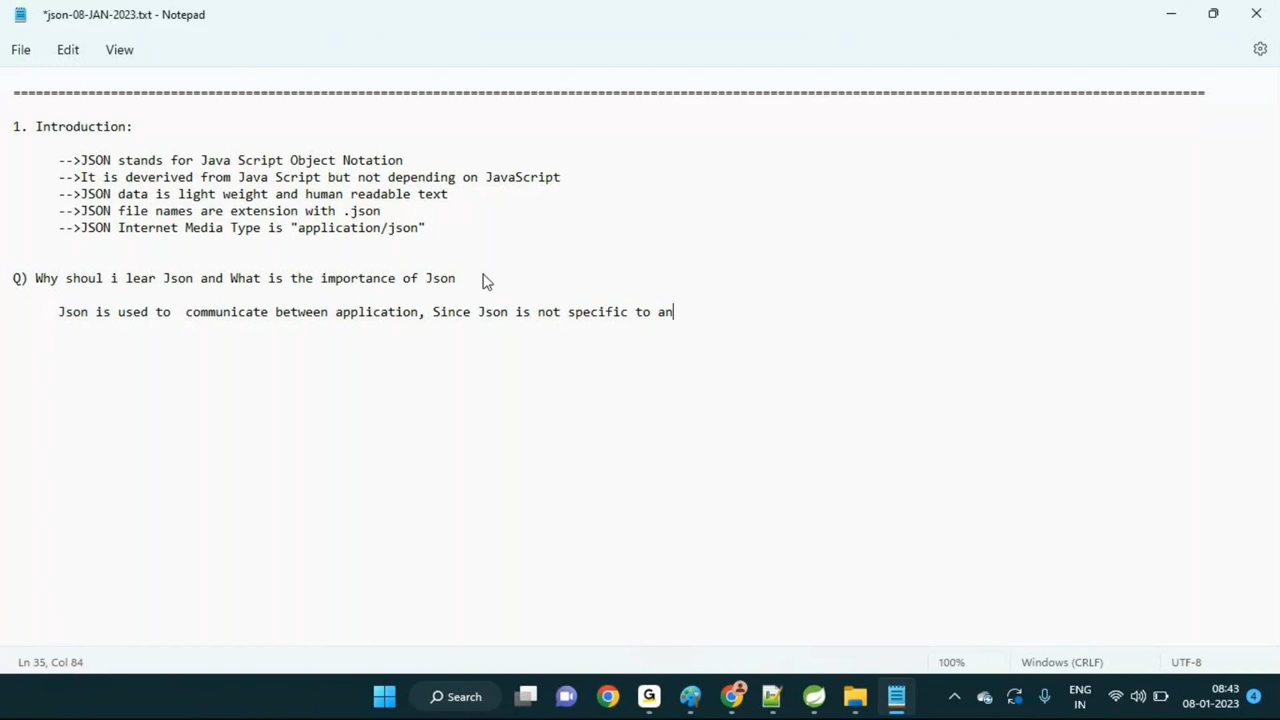 *json-08-JAN-2023.txt - Notepad
File Edit View
===============================================================================================================================================================
1. Introduction:
-->JSON stands for Java Script Object Notation
-->It is deverived from Java Script but not depending on JavaScript
-->JSON data is light weight and human readable text
-->JSON file names are extension with .json
-->JSON Internet Media Type is "application/json"
Q) Why shoul i lear Json and What is the importance of Json
Json is used to  communicate between application, Since Json is not specific to an
Ln 35, Col 84 100% Windows (CRLF) UTF-8
Search G ENG IN 08:43 08-01-2023 4